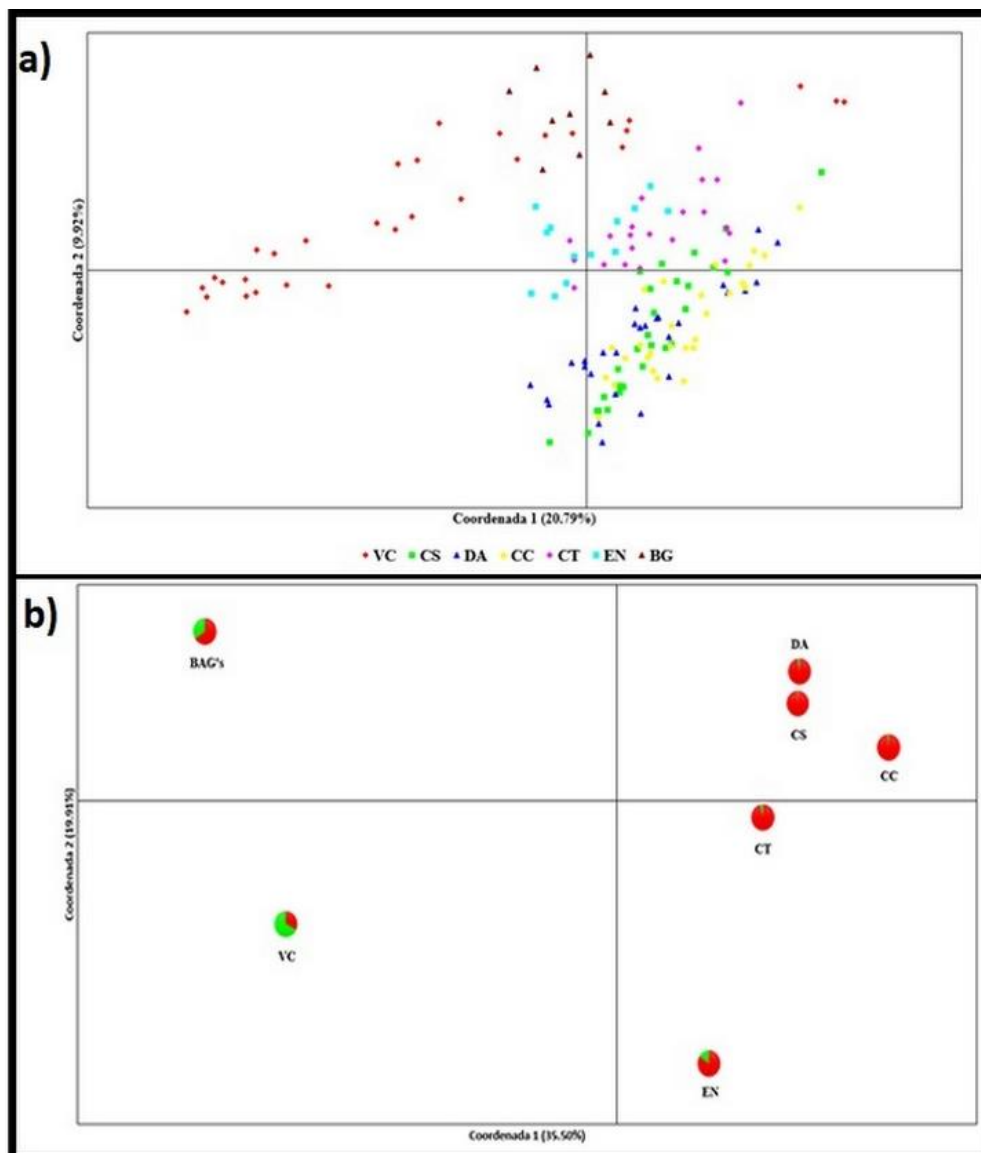 a)
Coordenada 2 (9.92%)
Coordenada 1 (20.79%)
VC CS DA CC CT EN BG
b)
BAG's
DA
CS
CC
CT
VC
EN
Coordenada 2 (19.91%)
Coordenada 1 (35.50%)